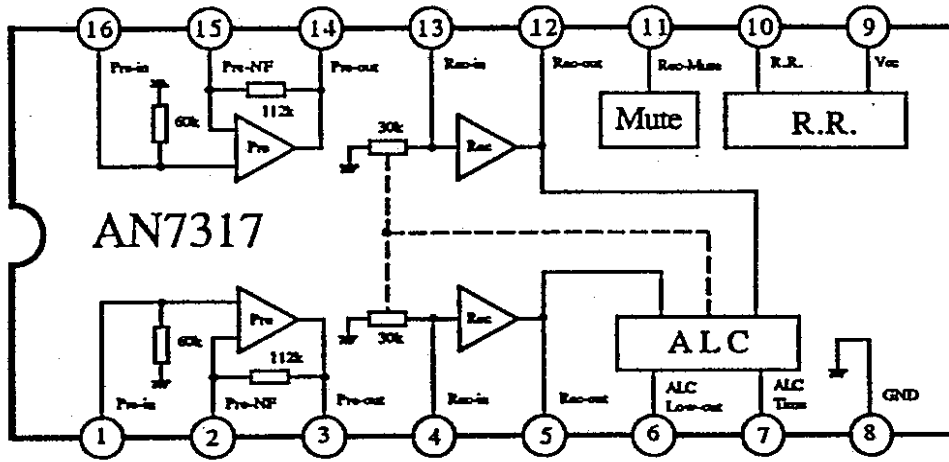 16 15 14 13 12 11 10 9
Pre-in Pre-NF Pre-out Rec-in Rec-out Rec-Mute R.R. Vcc
112k
60k
Pre
30k
Rec
Mute
R.R.
AN7317
Pre
Rec
60k
112k
30k
ALC
Pre-in Pre-NF Pre-out Rec-in Rec-out
ALC
Low-cut
ALC
Time
GND
1 2 3 4 5 6 7 8